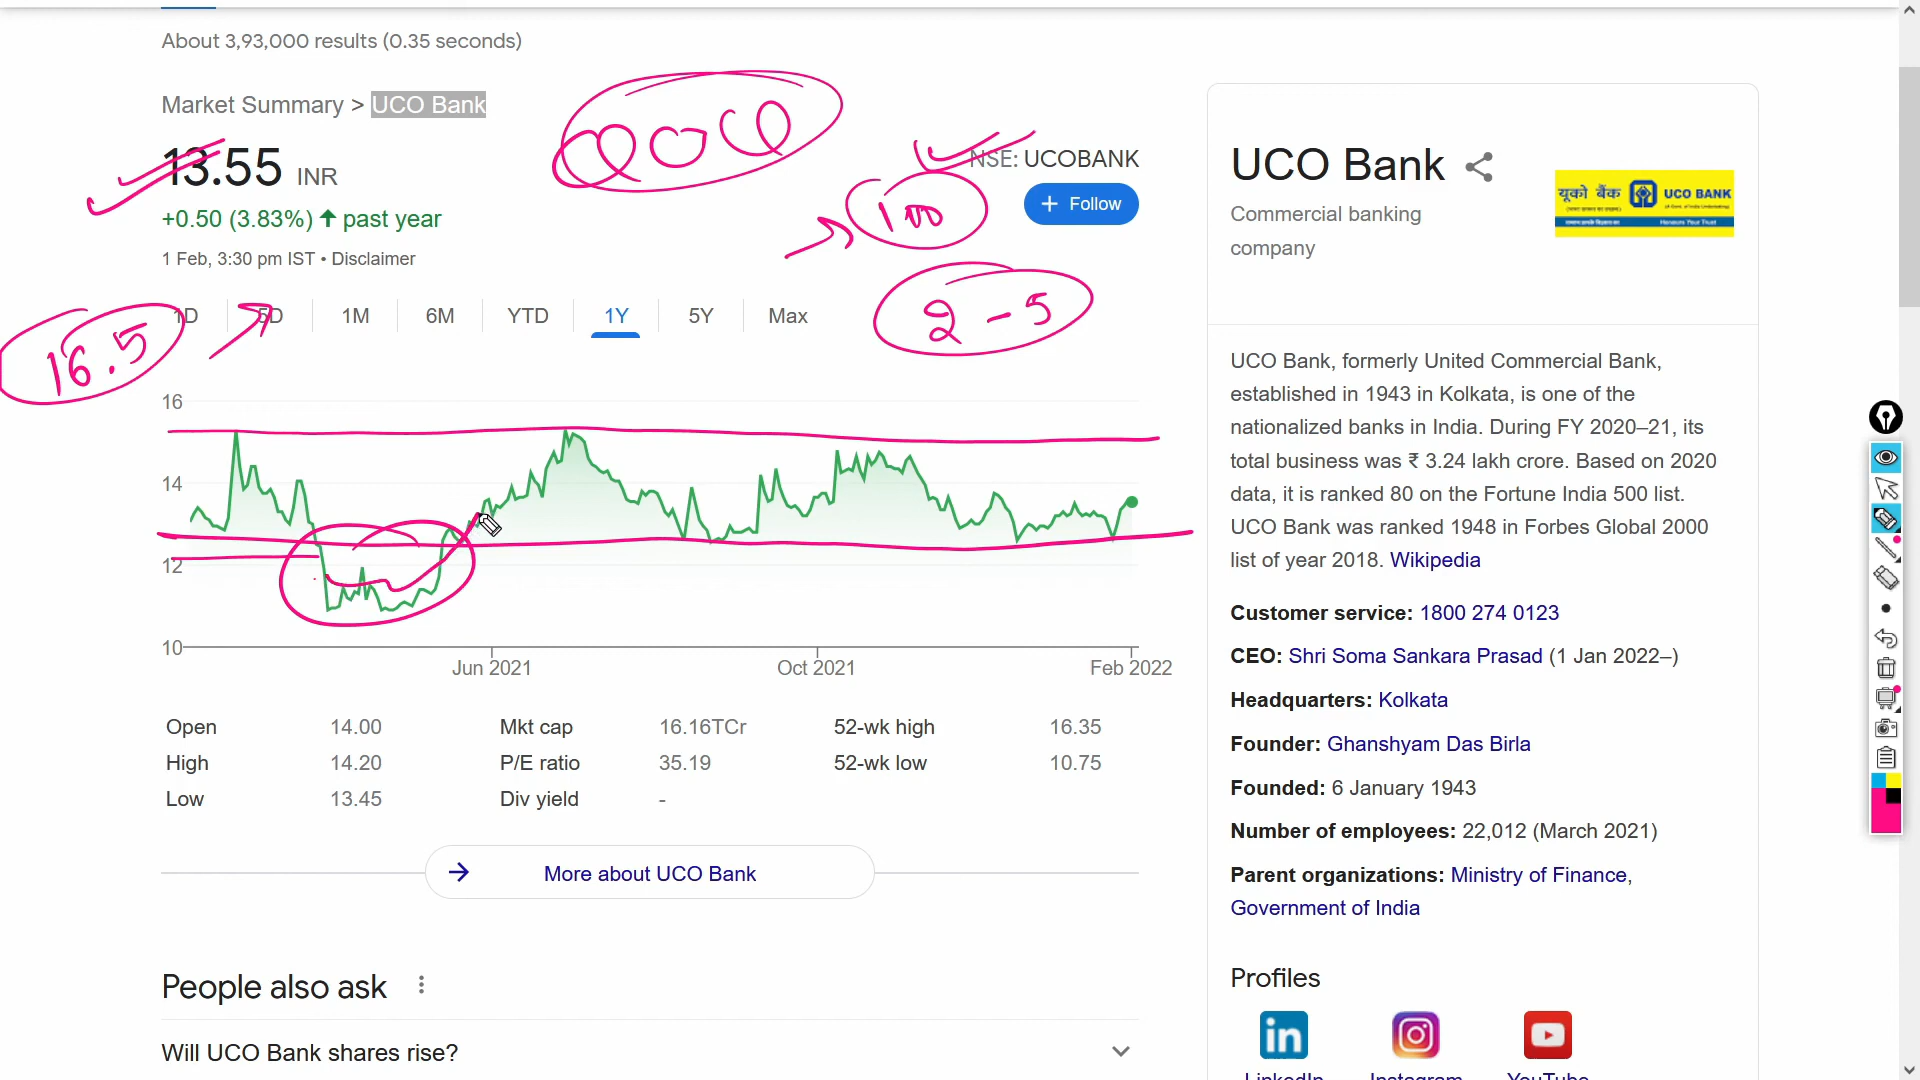 About 3,93,000 results (0.35 seconds)
Market Summary > UCO Bank
13.55 INR
+0.50 (3.83%) ↑ past year
1 Feb, 3:30 pm IST • Disclaimer
NSE: UCOBANK
+ Follow
100
2 - 5
16.5
1D 5D 1M 6M YTD 1Y 5Y Max
16
14
12
10
Jun 2021 Oct 2021 Feb 2022
Open 14.00 Mkt cap 16.16TCr 52-wk high 16.35
High 14.20 P/E ratio 35.19 52-wk low 10.75
Low 13.45 Div yield -
More about UCO Bank
People also ask
Will UCO Bank shares rise?
UCO Bank
Commercial banking
company
यूको बैंक UCO BANK
UCO Bank, formerly United Commercial Bank,
established in 1943 in Kolkata, is one of the
nationalized banks in India. During FY 2020–21, its
total business was ₹ 3.24 lakh crore. Based on 2020
data, it is ranked 80 on the Fortune India 500 list.
UCO Bank was ranked 1948 in Forbes Global 2000
list of year 2018. Wikipedia
Customer service: 1800 274 0123
CEO: Shri Soma Sankara Prasad (1 Jan 2022–)
Headquarters: Kolkata
Founder: Ghanshyam Das Birla
Founded: 6 January 1943
Number of employees: 22,012 (March 2021)
Parent organizations: Ministry of Finance,
Government of India
Profiles
LinkedIn Instagram YouTube